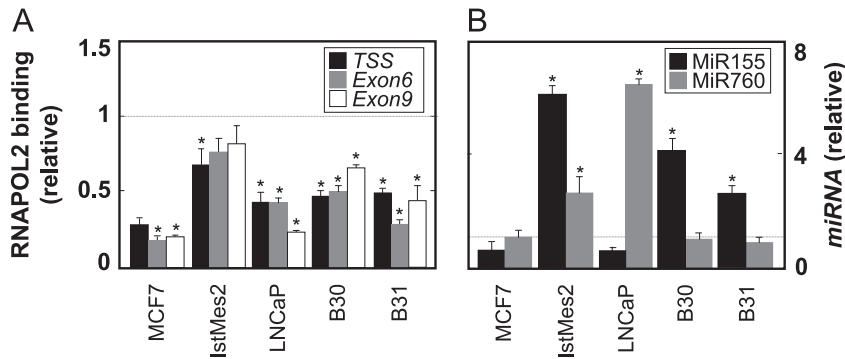 A
RNAPOL2 binding
(relative)
1.5
1
0.5
0
TSS
Exon6
Exon9
*
* *
* *
*
* *
*
*
*
*
MCF7
IstMes2
LNCaP
B30
B31
B
MiR155
MiR760
*
*
*
*
*
8
4
0
miRNA (relative)
MCF7
IstMes2
LNCaP
B30
B31